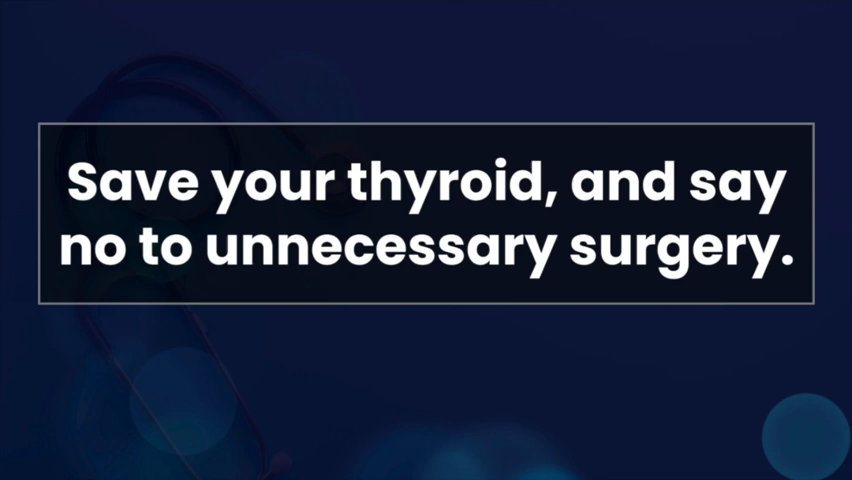 Save your thyroid, and say
no to unnecessary surgery.